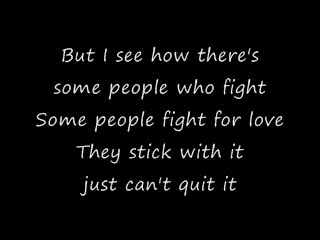 But I see how there's
some people who fight
Some people fight for love
They stick with it
just can't quit it